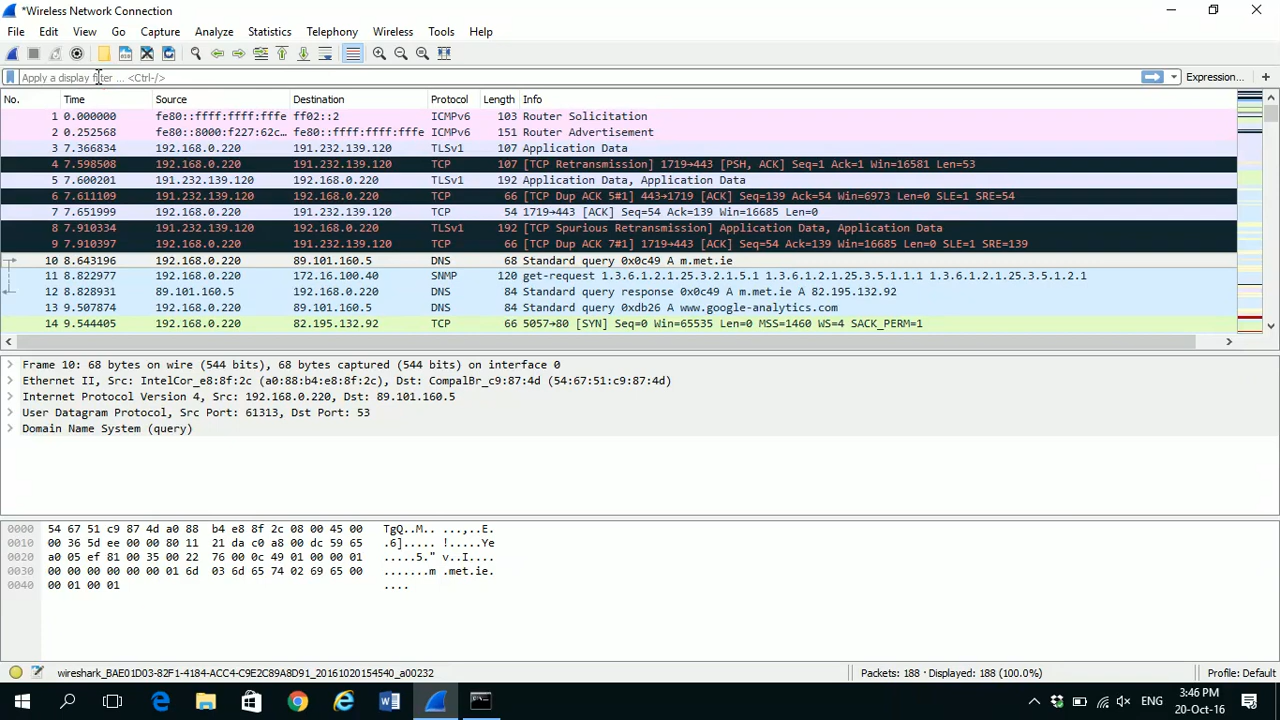 *Wireless Network Connection
File Edit View Go Capture Analyze Statistics Telephony Wireless Tools Help
Apply a display filter ... <Ctrl-/> Expression... +
No. Time Source Destination Protocol Length Info
1 0.000000 fe80::ffff:ffff:fffe ff02::2 ICMPv6 103 Router Solicitation
2 0.252568 fe80::8000:f227:62c… fe80::ffff:ffff:fffe ICMPv6 151 Router Advertisement
3 7.366834 192.168.0.220 191.232.139.120 TLSv1 107 Application Data
4 7.598508 192.168.0.220 191.232.139.120 TCP 107 [TCP Retransmission] 1719→443 [PSH, ACK] Seq=1 Ack=1 Win=16581 Len=53
5 7.600201 191.232.139.120 192.168.0.220 TLSv1 192 Application Data, Application Data
6 7.611109 191.232.139.120 192.168.0.220 TCP 66 [TCP Dup ACK 5#1] 443→1719 [ACK] Seq=139 Ack=54 Win=6973 Len=0 SLE=1 SRE=54
7 7.651999 192.168.0.220 191.232.139.120 TCP 54 1719→443 [ACK] Seq=54 Ack=139 Win=16685 Len=0
8 7.910334 191.232.139.120 192.168.0.220 TLSv1 192 [TCP Spurious Retransmission] Application Data, Application Data
9 7.910397 192.168.0.220 191.232.139.120 TCP 66 [TCP Dup ACK 7#1] 1719→443 [ACK] Seq=54 Ack=139 Win=16685 Len=0 SLE=1 SRE=139
10 8.643196 192.168.0.220 89.101.160.5 DNS 68 Standard query 0x0c49 A m.met.ie
11 8.822977 192.168.0.220 172.16.100.40 SNMP 120 get-request 1.3.6.1.2.1.25.3.2.1.5.1 1.3.6.1.2.1.25.3.5.1.1.1 1.3.6.1.2.1.25.3.5.1.2.1
12 8.828931 89.101.160.5 192.168.0.220 DNS 84 Standard query response 0x0c49 A m.met.ie A 82.195.132.92
13 9.507874 192.168.0.220 89.101.160.5 DNS 84 Standard query 0xdb26 A www.google-analytics.com
14 9.544405 192.168.0.220 82.195.132.92 TCP 66 5057→80 [SYN] Seq=0 Win=65535 Len=0 MSS=1460 WS=4 SACK_PERM=1
Frame 10: 68 bytes on wire (544 bits), 68 bytes captured (544 bits) on interface 0
Ethernet II, Src: IntelCor_e8:8f:2c (a0:88:b4:e8:8f:2c), Dst: CompalBr_c9:87:4d (54:67:51:c9:87:4d)
Internet Protocol Version 4, Src: 192.168.0.220, Dst: 89.101.160.5
User Datagram Protocol, Src Port: 61313, Dst Port: 53
Domain Name System (query)
0000 54 67 51 c9 87 4d a0 88 b4 e8 8f 2c 08 00 45 00 TgQ..M.. ...,..E.
0010 00 36 5d ee 00 00 80 11 21 da c0 a8 00 dc 59 65 .6]..... !.....Ye
0020 a0 05 ef 81 00 35 00 22 76 00 0c 49 01 00 00 01 .....5." v..I....
0030 00 00 00 00 00 00 01 6d 03 6d 65 74 02 69 65 00 .......m .met.ie.
0040 00 01 00 01 ....
wireshark_BAE01D03-82F1-4184-ACC4-C9E2C89A8D91_20161020154540_a00232 Packets: 188 · Displayed: 188 (100.0%) Profile: Default
ENG 3:46 PM
20-Oct-16